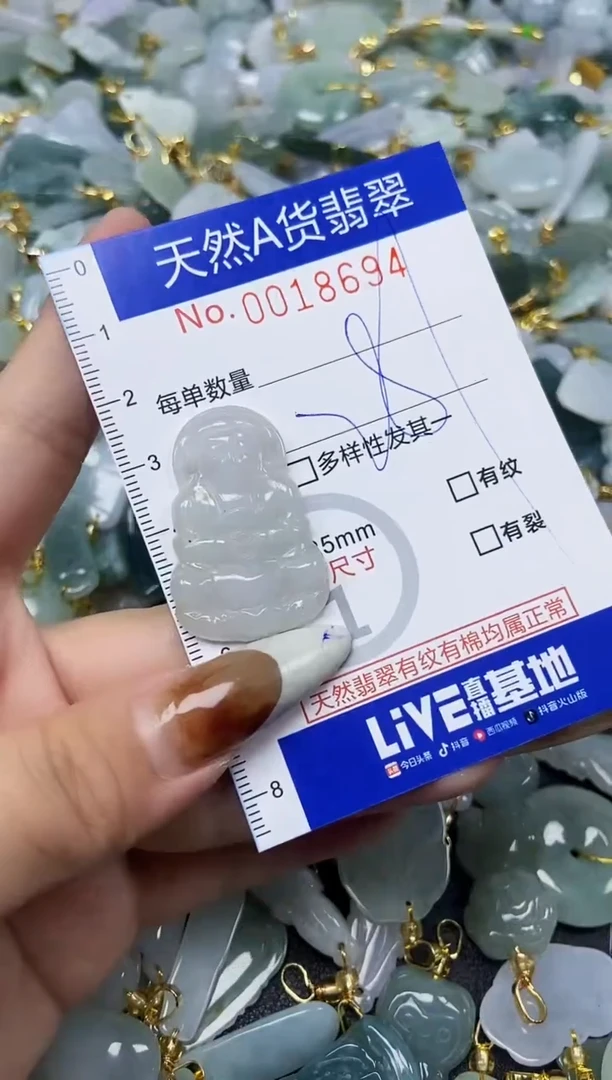 天然A货翡翠
No.0018694
0
1
2
3
8
每单数量
多样性发其一
有纹
有裂
5mm
尺寸
1
天然翡翠有纹有棉均属正常
LiVE直播基地
今日头条 抖音 西瓜视频 抖音火山版